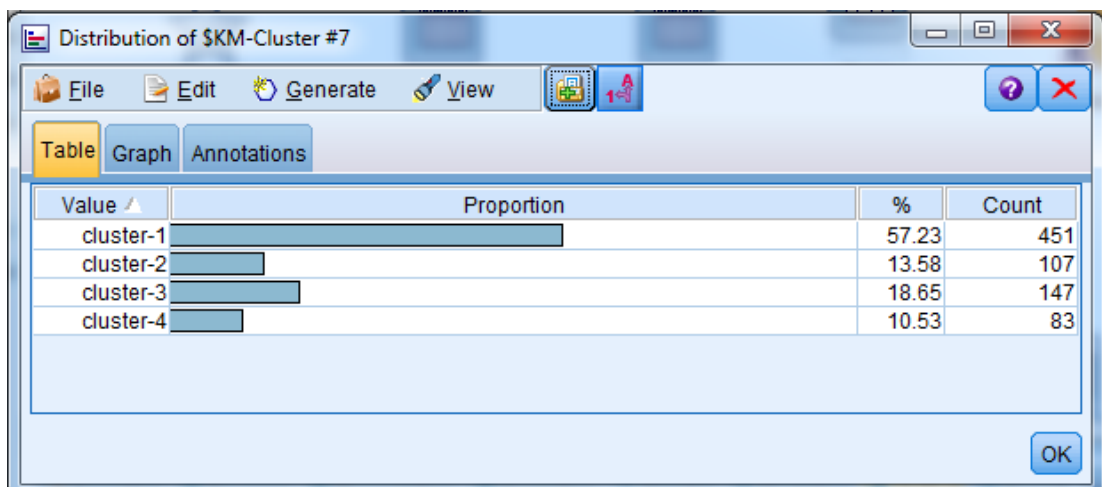 Distribution of $KM-Cluster #7
File Edit Generate View
Table Graph Annotations
Value Proportion % Count
cluster-1 57.23 451
cluster-2 13.58 107
cluster-3 18.65 147
cluster-4 10.53 83
OK